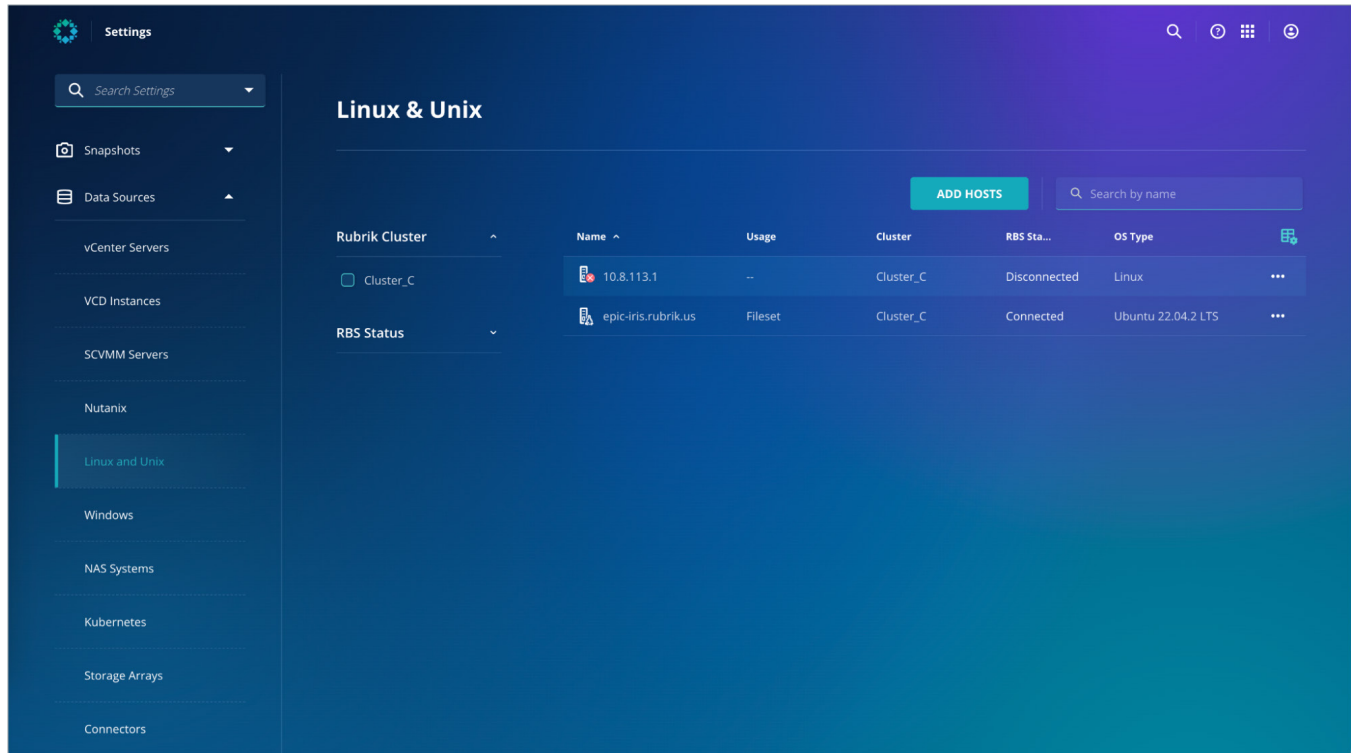 Settings
Search Settings
Snapshots
Data Sources
vCenter Servers
VCD Instances
SCVMM Servers
Nutanix
Linux and Unix
Windows
NAS Systems
Kubernetes
Storage Arrays
Connectors
Linux & Unix
ADD HOSTS
Search by name
Rubrik Cluster
Cluster_C
RBS Status
Name Usage Cluster RBS Sta... OS Type
10.8.113.1 -- Cluster_C Disconnected Linux
epic-iris.rubrik.us Fileset Cluster_C Connected Ubuntu 22.04.2 LTS